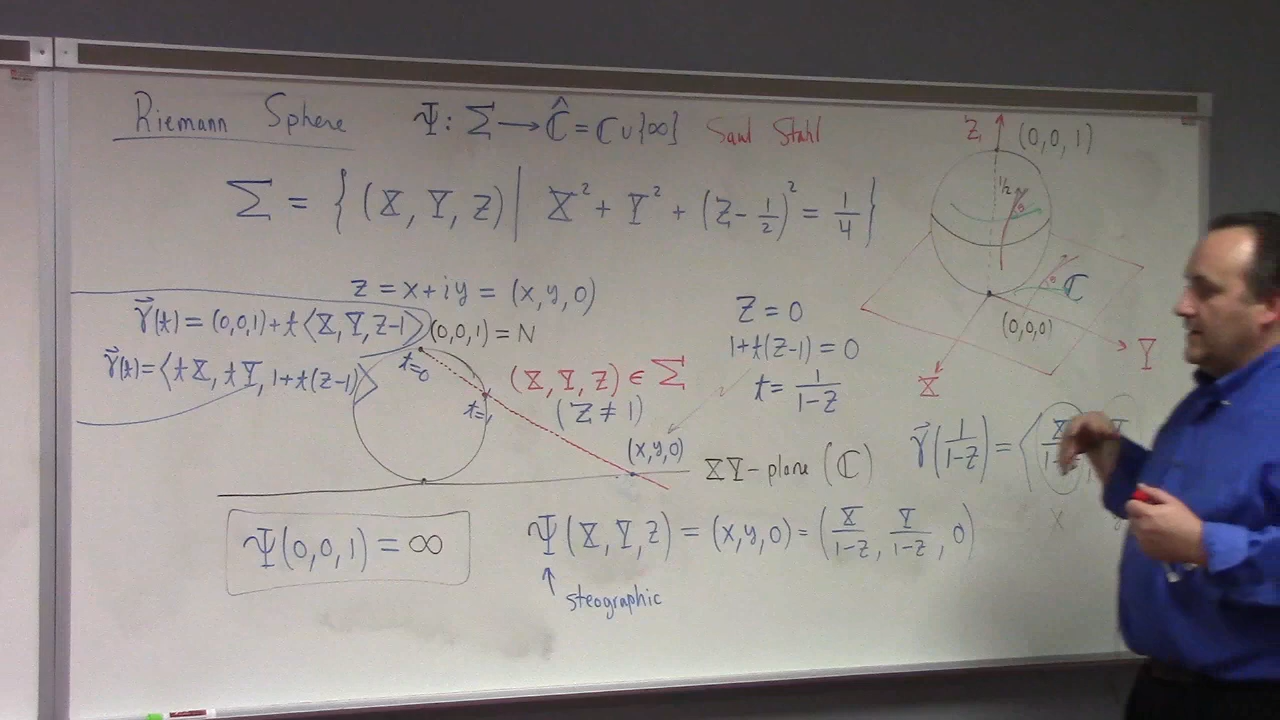 Riemann Sphere Ψ: Σ → Ĉ = ℂ ∪ {∞} Saul Stahl
Σ = { (X, Y, Z) | X² + Y² + (Z - 1/2)² = 1/4 }
Z (0, 0, 1)
1/2
θ
θ
ℂ
(0,0,0)
X
Y
z = x + iy = (x, y, 0)
γ⃗(t) = (0,0,1) + t⟨X, Y, Z-1⟩
(0,0,1) = N
γ⃗(t) = ⟨tX, tY, 1+t(Z-1)⟩
t=0
t=1
(X, Y, Z) ∈ Σ
(Z ≠ 1)
(x,y,0)
XY-plane (ℂ)
Z = 0
1+t(Z-1) = 0
t = 1/(1-Z)
γ⃗(1/(1-Z)) = ⟨
X
Ψ(0,0,1) = ∞
Ψ(X, Y, Z) = (x,y,0) = (X/(1-Z), Y/(1-Z), 0)
↑
steographic